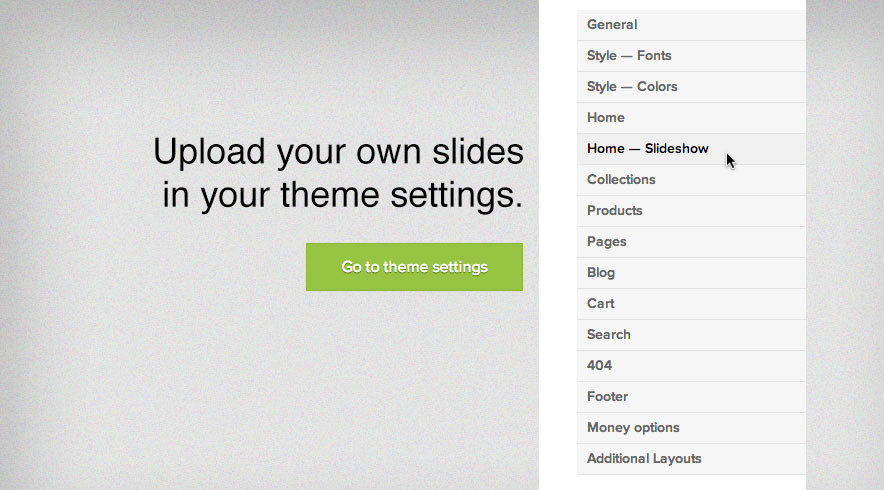 Upload your own slides
in your theme settings.
Go to theme settings
General
Style — Fonts
Style — Colors
Home
Home — Slideshow
Collections
Products
Pages
Blog
Cart
Search
404
Footer
Money options
Additional Layouts